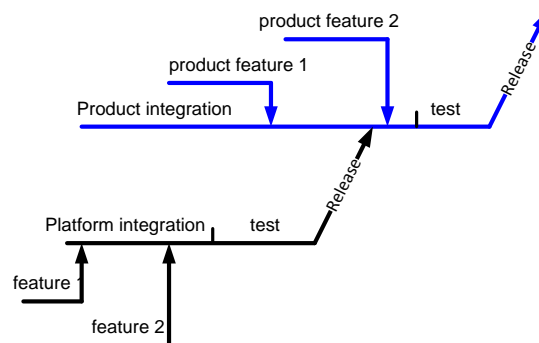 product feature 2
product feature 1
Product integration
test
Release
Release
Platform integration
test
feature 1
feature 2